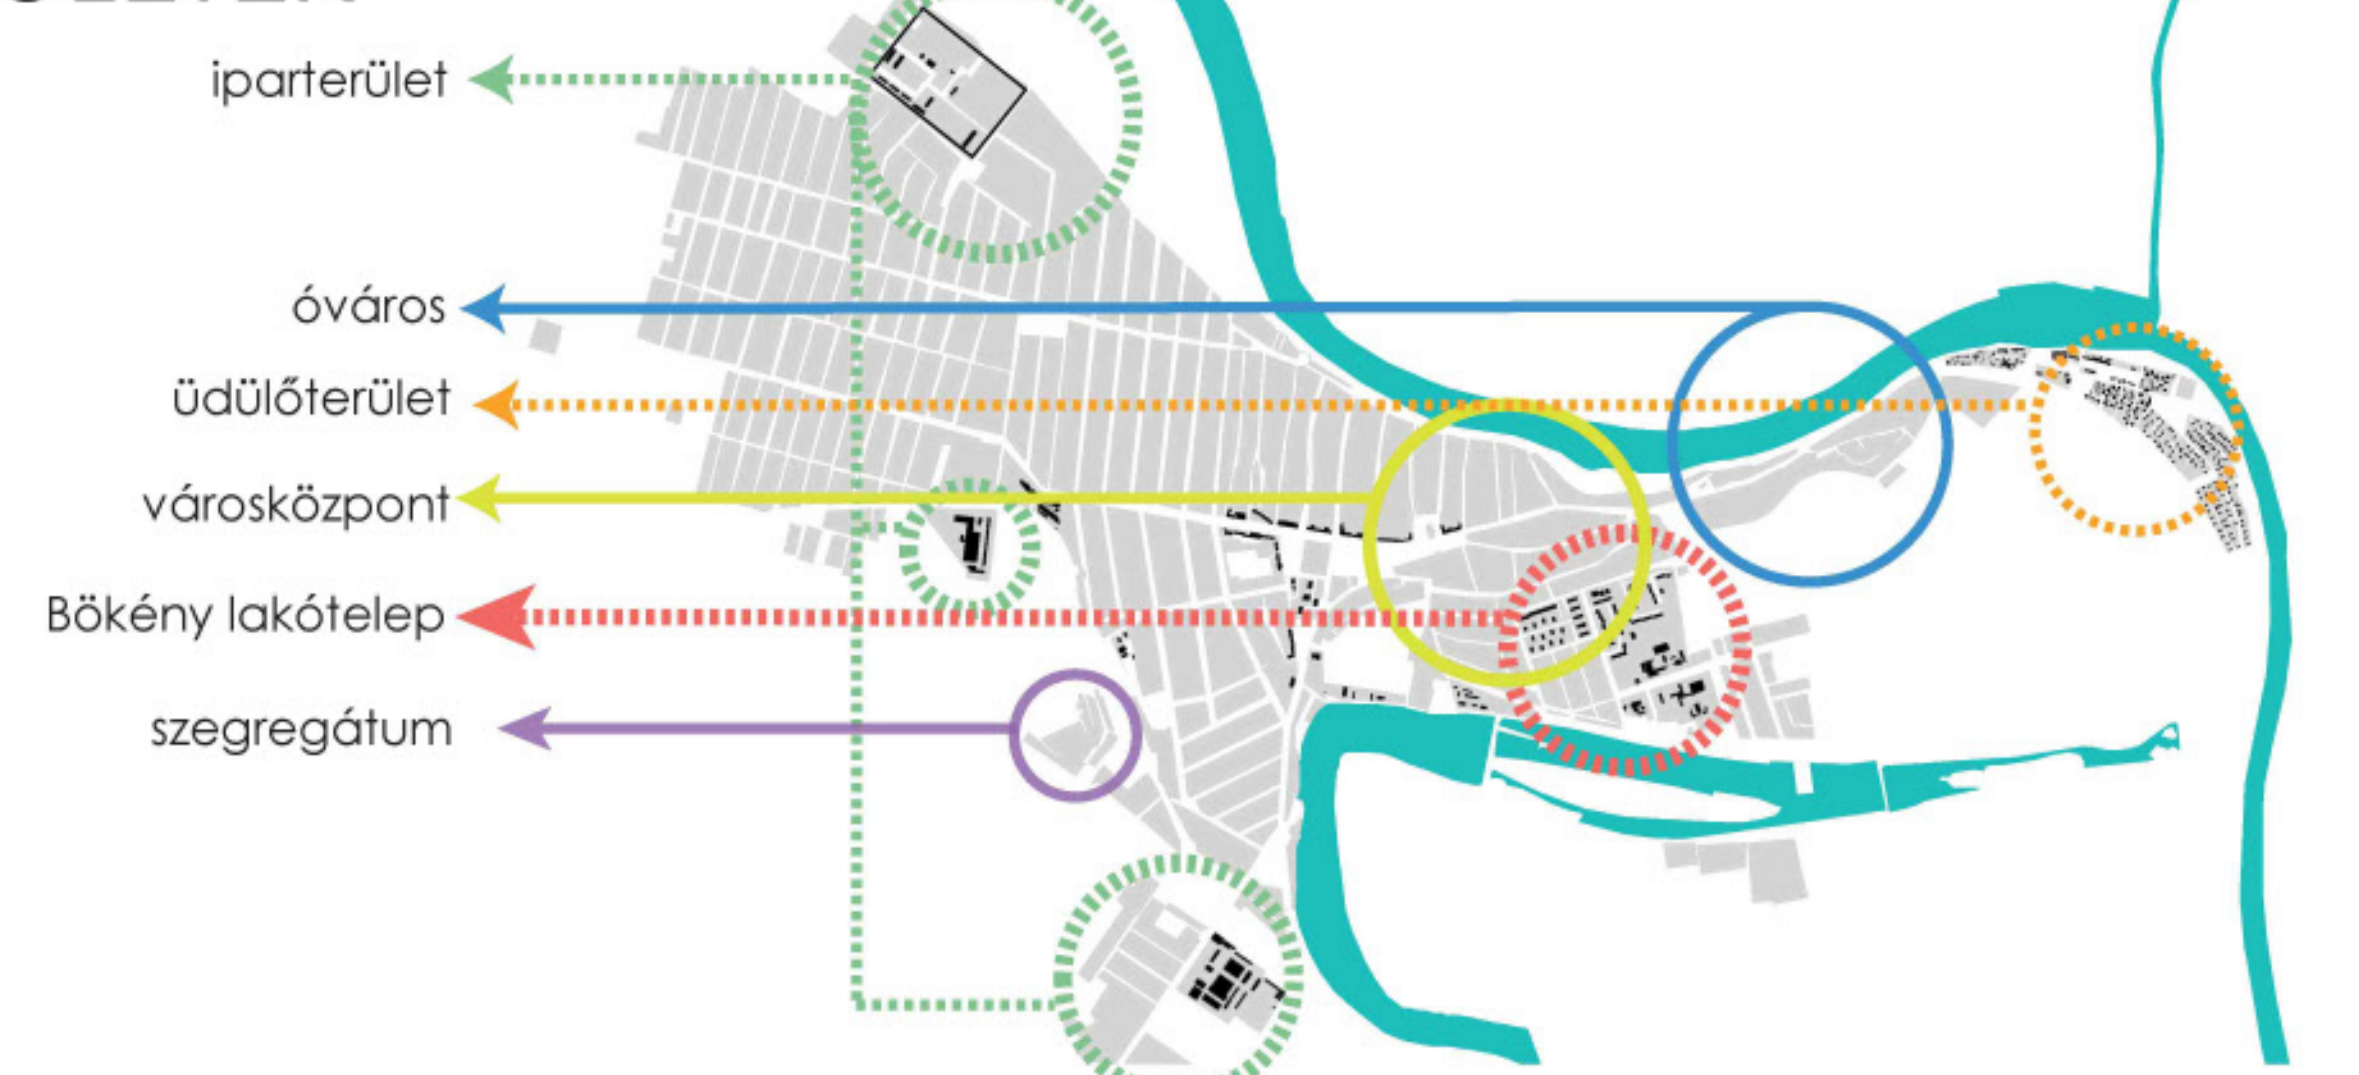 iparterület
óváros
üdülőterület
városközpont
Bökény lakótelep
szegregátum